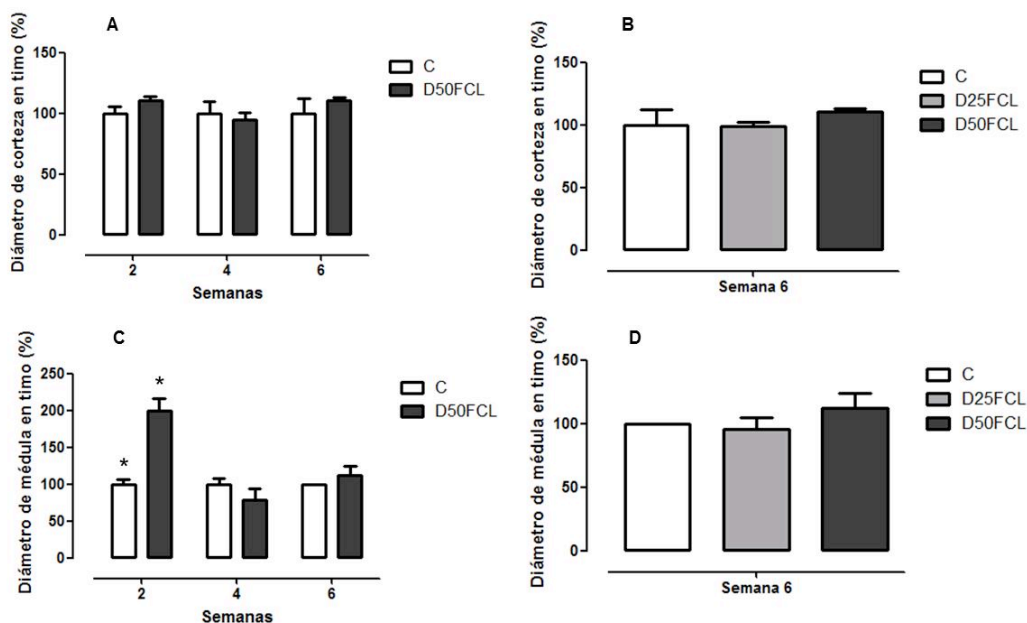 A
Diámetro de corteza en timo (%)
150
100
50
0
2
4
6
Semanas
C
D50FCL
B
Diámetro de corteza en timo (%)
150
100
50
0
Semana 6
C
D25FCL
D50FCL
C
Diámetro de médula en timo (%)
250
200
150
100
50
0
*
*
2
4
6
Semanas
C
D50FCL
D
Diámetro de médula en timo (%)
150
100
50
0
Semana 6
C
D25FCL
D50FCL